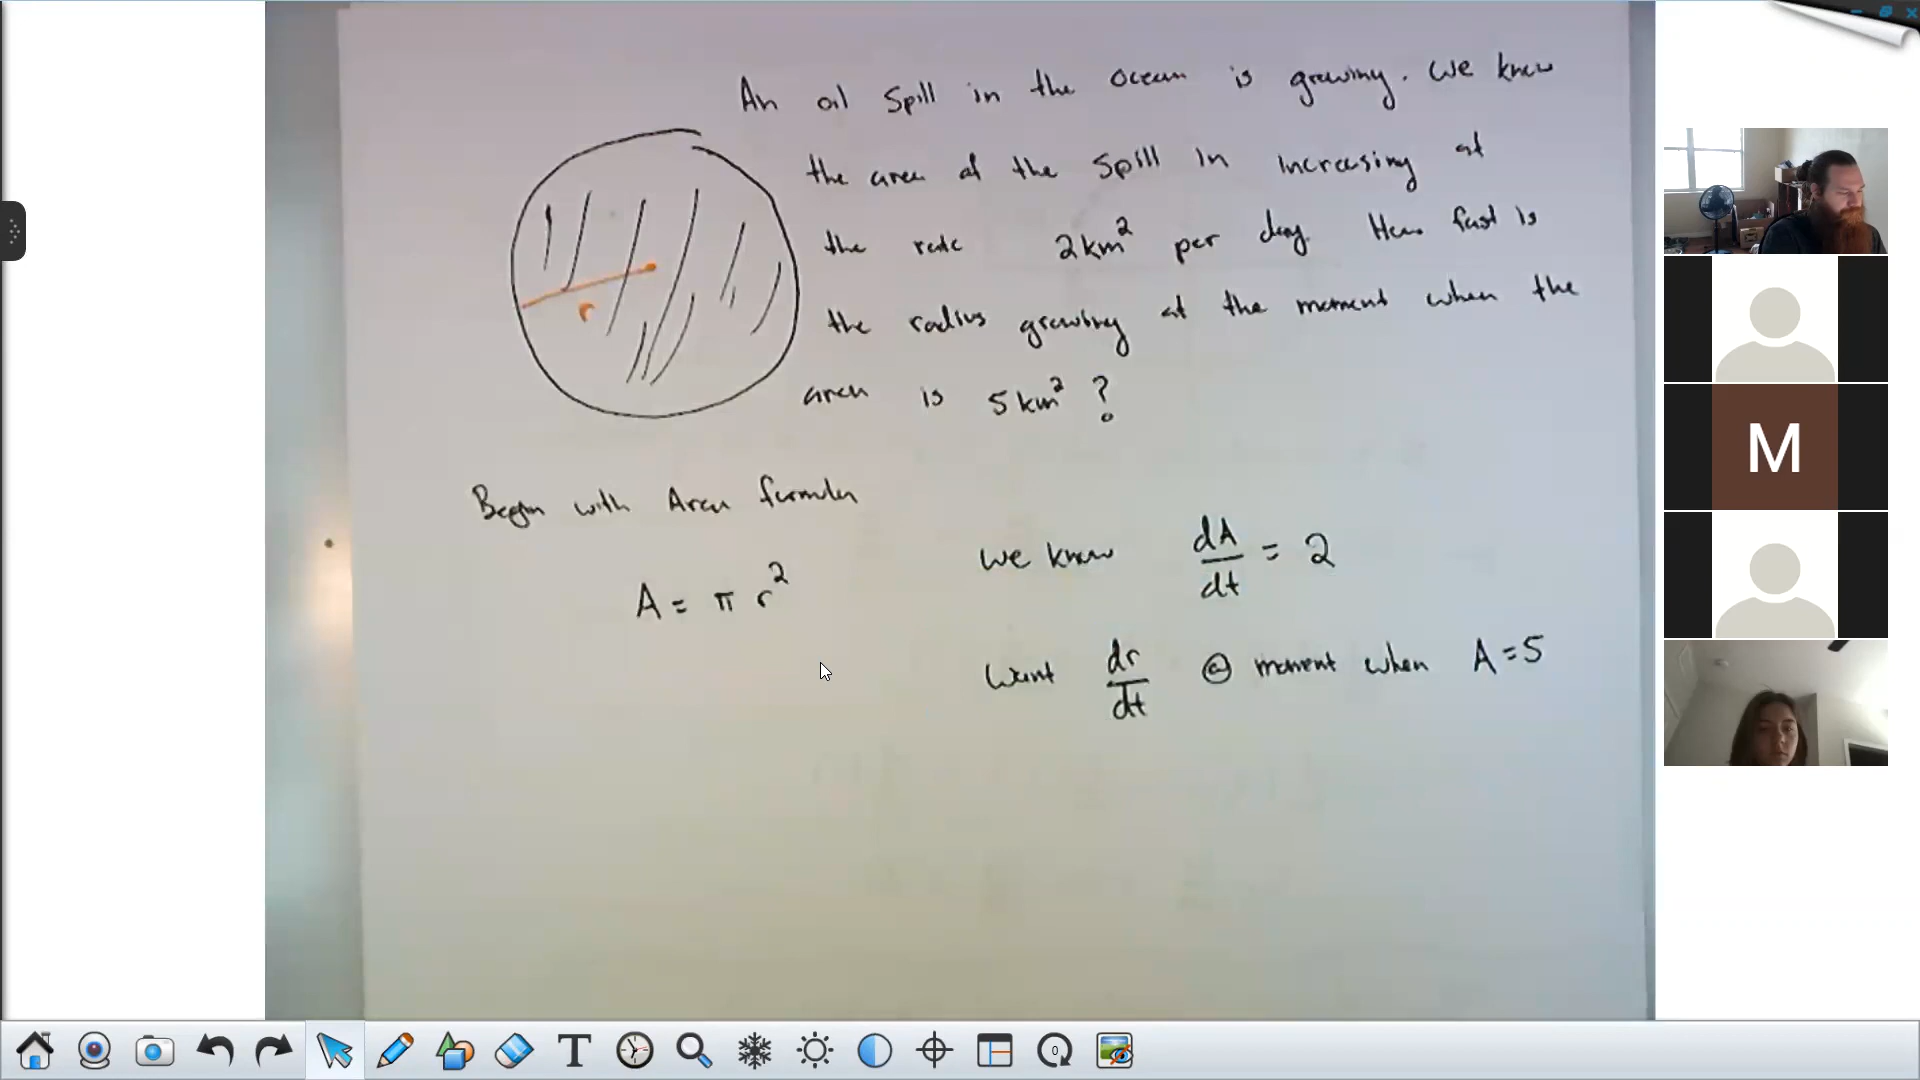 An oil spill in the ocean is growing. We know
the area of the spill in increasing at
the rate 2km² per day. How fast is
the radius growing at the moment when the
area is 5km² ?
r
Begin with Area formula
A = π r²
We know dA/dt = 2
Want dr/dt @ moment when A=5
M
T
0